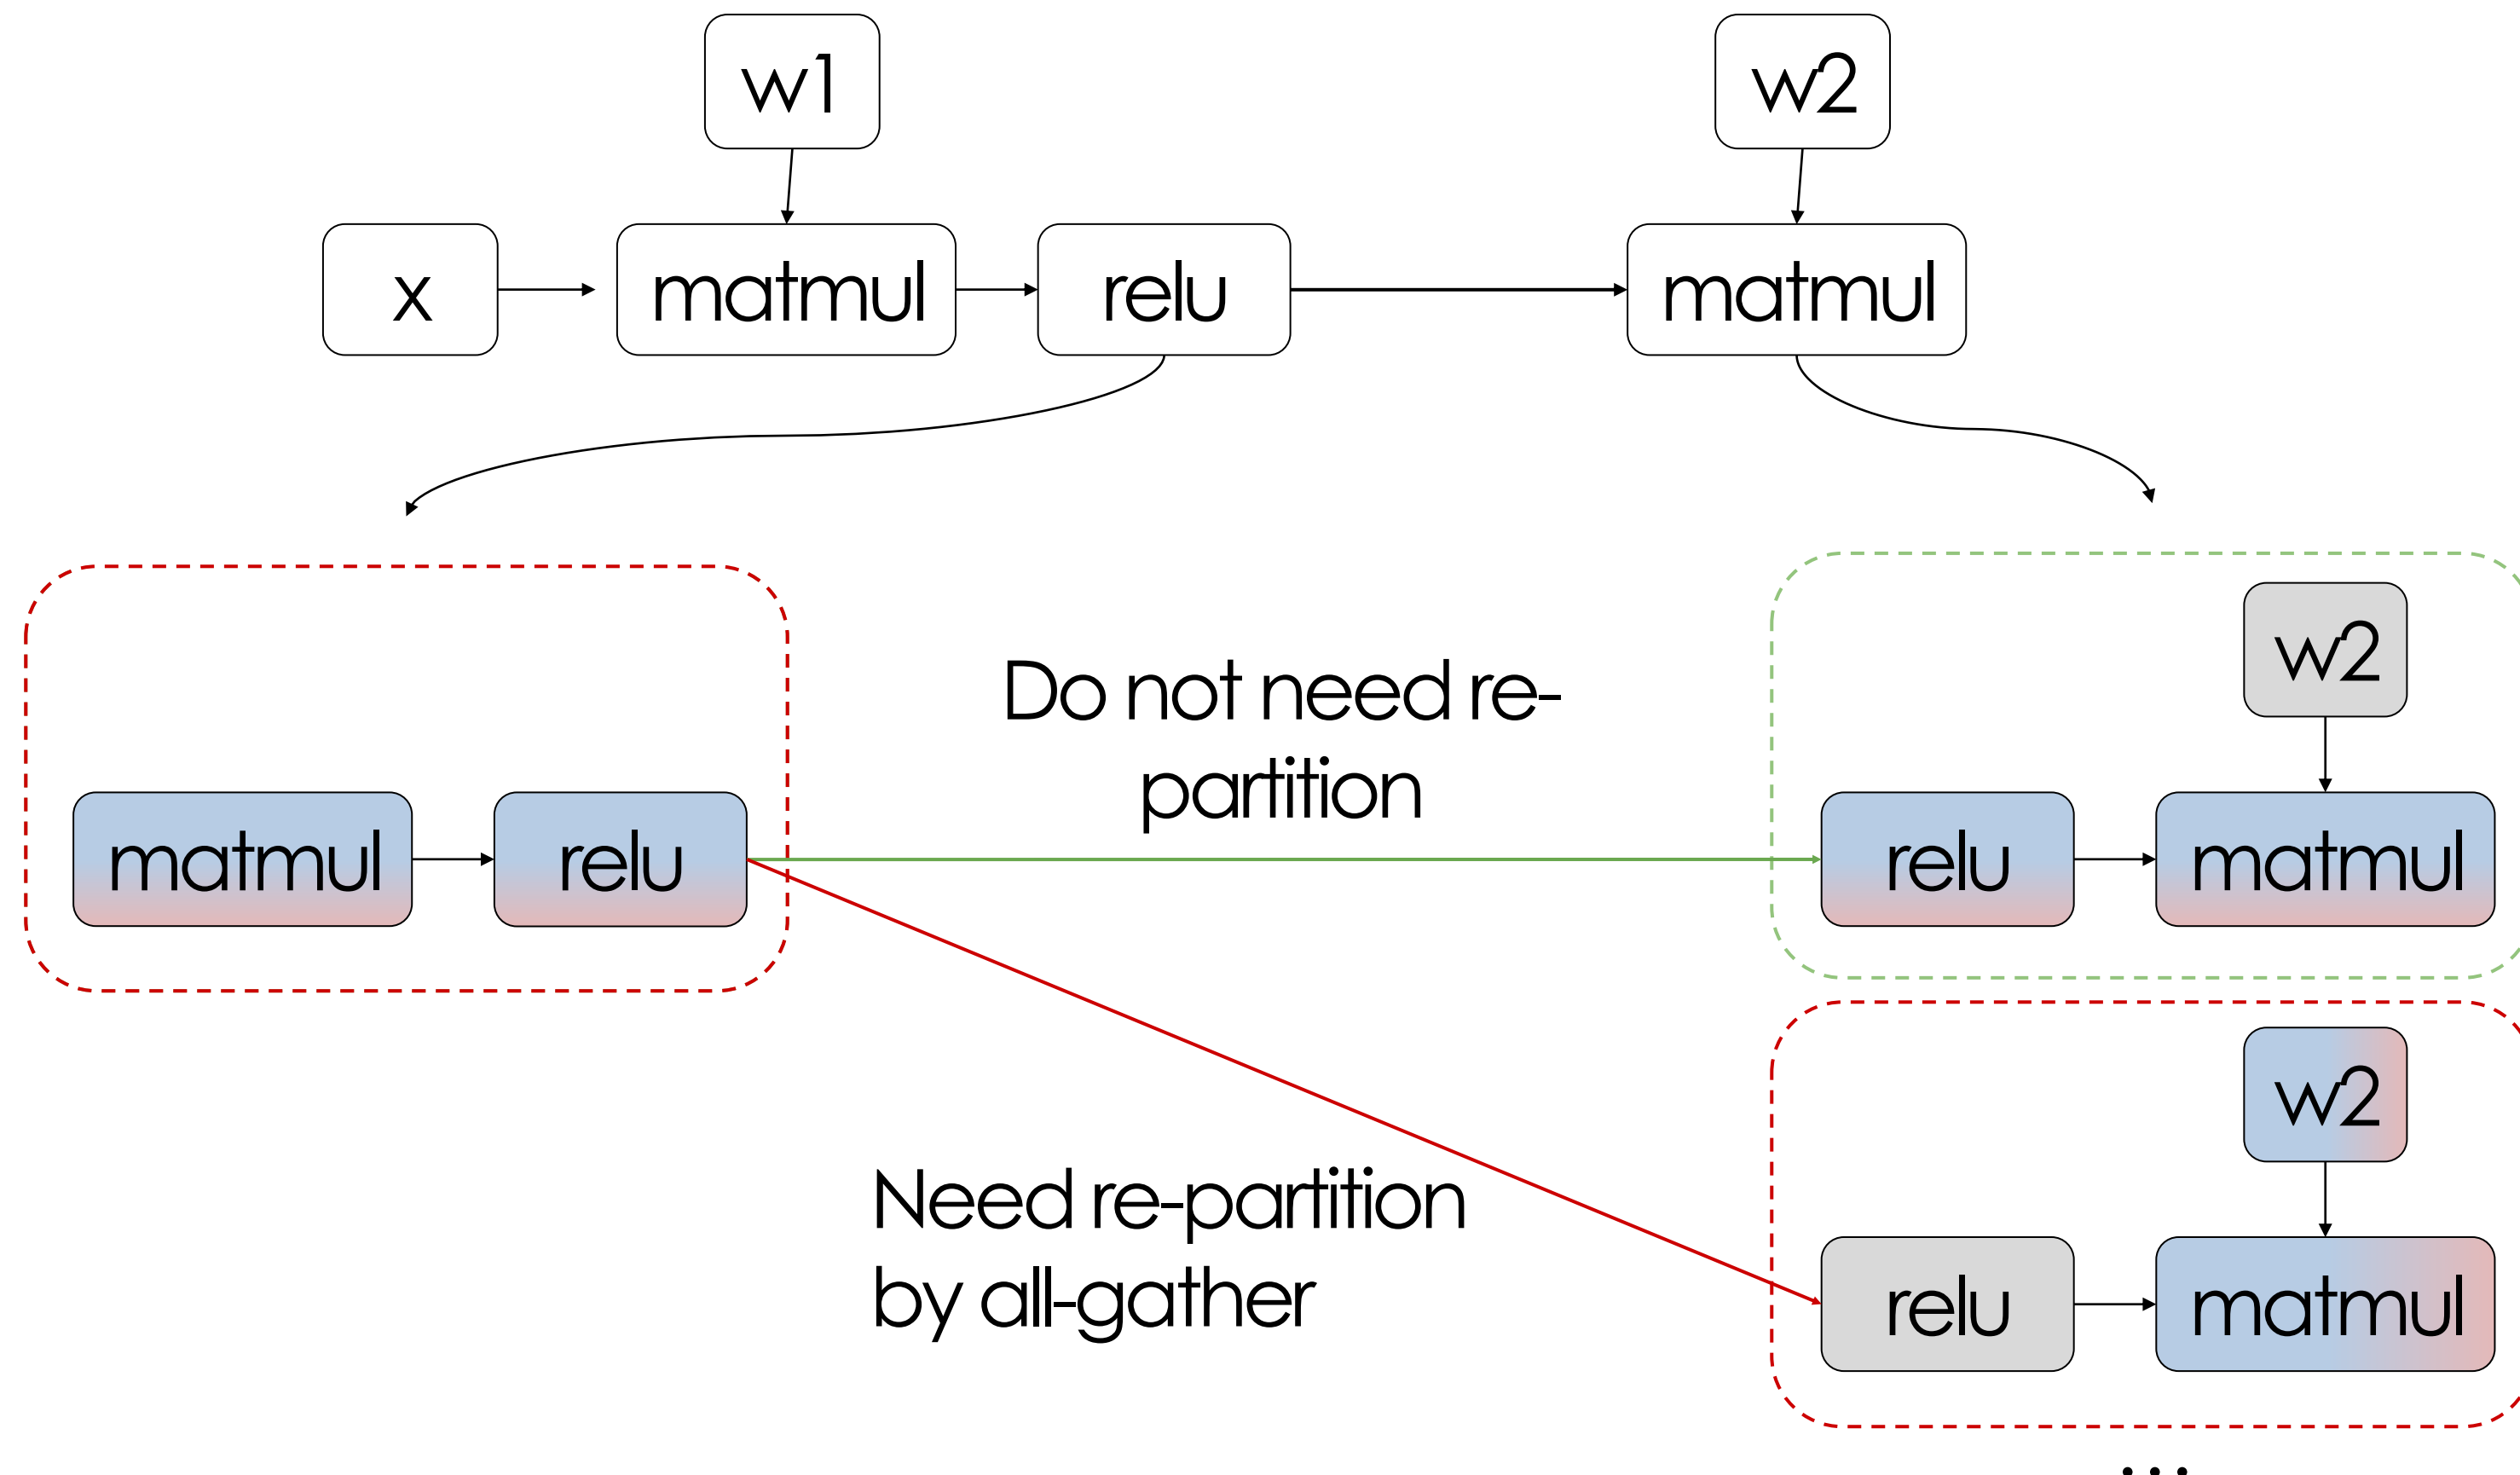 w1
w2
x
matmul
relu
matmul
w2
Do not need re-
partition
matmul
relu
relu
matmul
w2
Need re-partition
by all-gather
relu
matmul
...